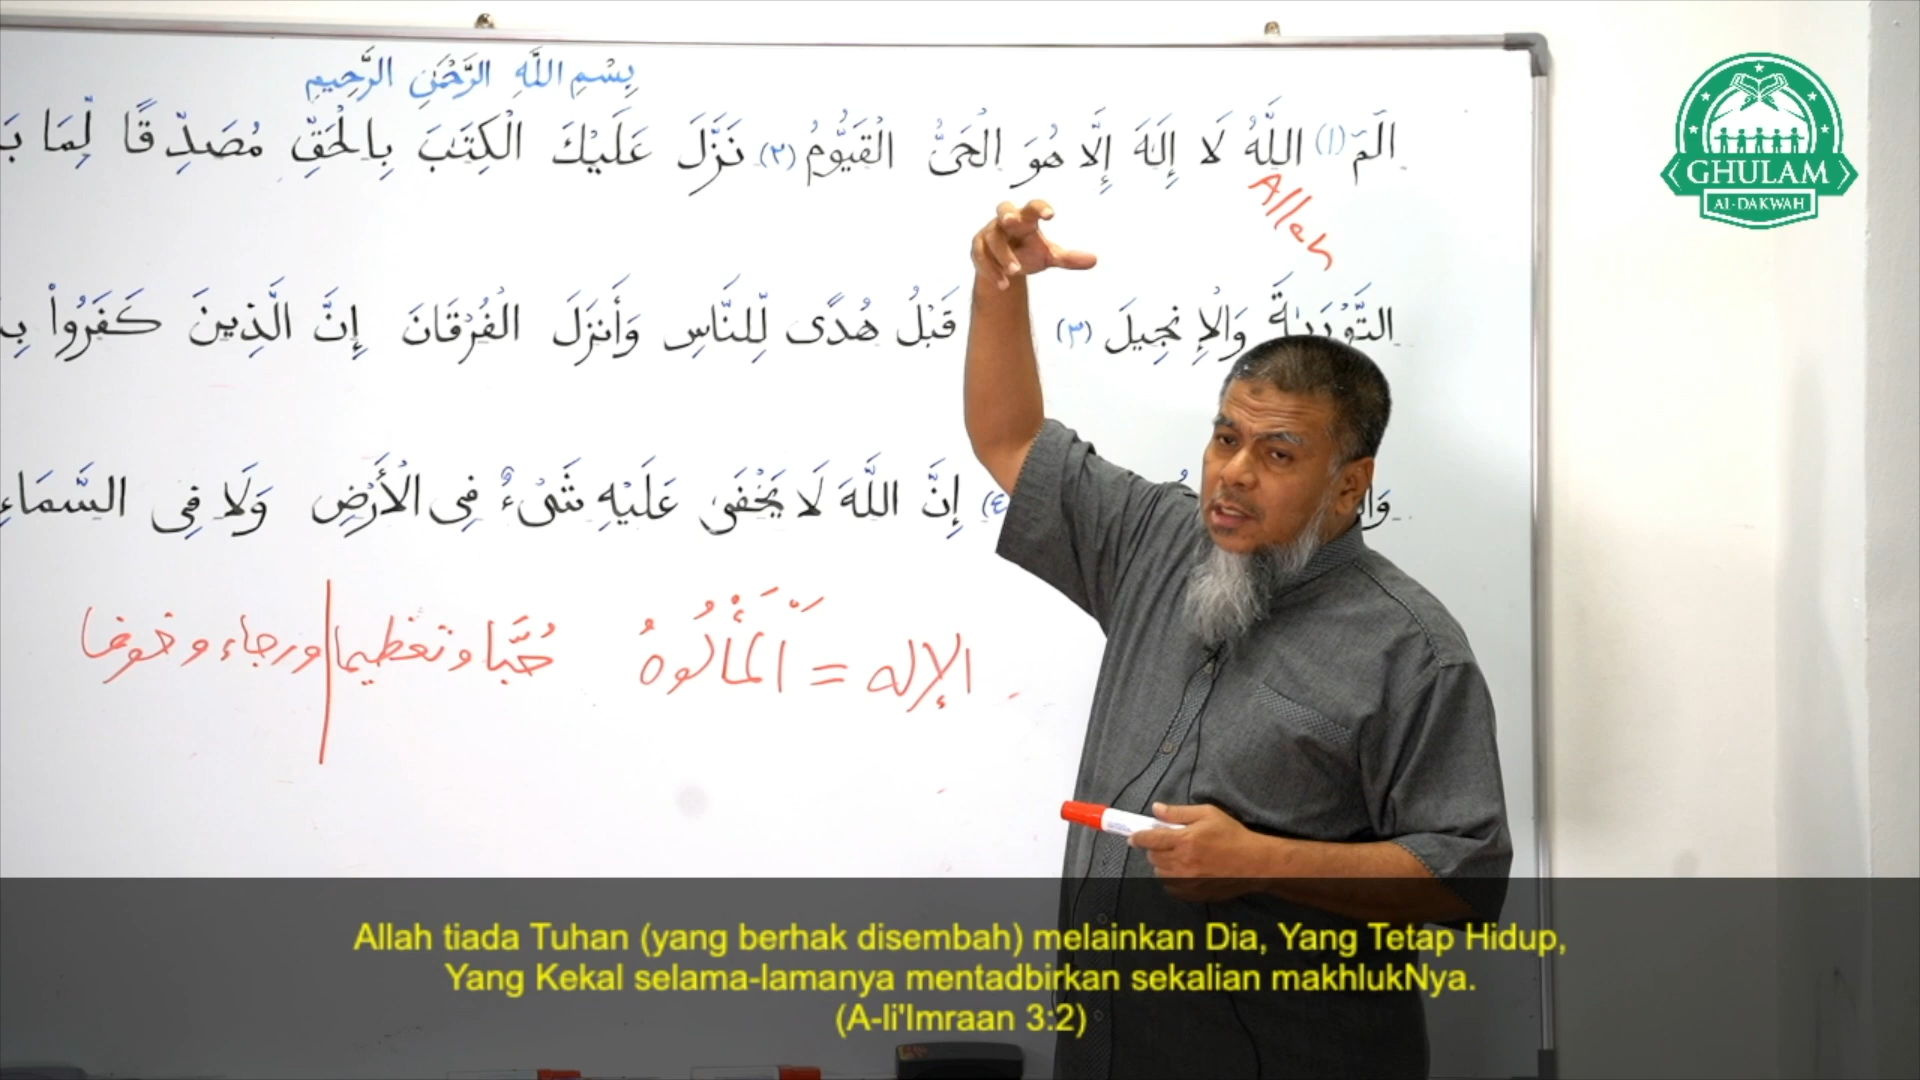 بِسْمِ اللَّهِ الرَّحْمَٰنِ الرَّحِيمِ
الٓمٓ (١) اللَّهُ لَا إِلَٰهَ إِلَّا هُوَ الْحَىُّ الْقَيُّومُ (٢) نَزَّلَ عَلَيْكَ الْكِتَٰبَ بِالْحَقِّ مُصَدِّقًا لِّمَا
Allah
التَّوْرَىٰةَ وَالْإِنجِيلَ (٣) قَبْلُ هُدًى لِّلنَّاسِ وَأَنزَلَ الْفُرْقَانَ إِنَّ الَّذِينَ كَفَرُوا۟
(٤) إِنَّ اللَّهَ لَا يَخْفَىٰ عَلَيْهِ شَىْءٌ فِى الْأَرْضِ وَلَا فِى السَّمَاءِ
الإله = المَأْلُوهُ حُبًّا وتعظيما ورجاء وخوفا
GHULAM
Al-DAKWAH
Allah tiada Tuhan (yang berhak disembah) melainkan Dia, Yang Tetap Hidup,
Yang Kekal selama-lamanya mentadbirkan sekalian makhlukNya.
(A-li'Imraan 3:2)